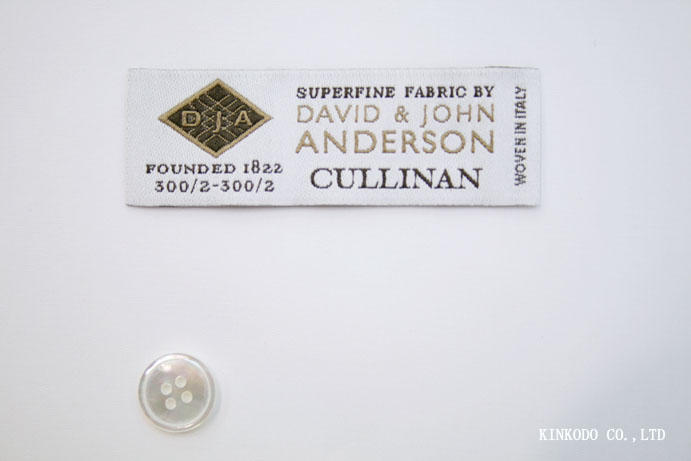 DJA
FOUNDED 1822
300/2-300/2
SUPERFINE FABRIC BY
DAVID & JOHN
ANDERSON
CULLINAN
WOVEN IN ITALY
KINKODO CO.,LTD